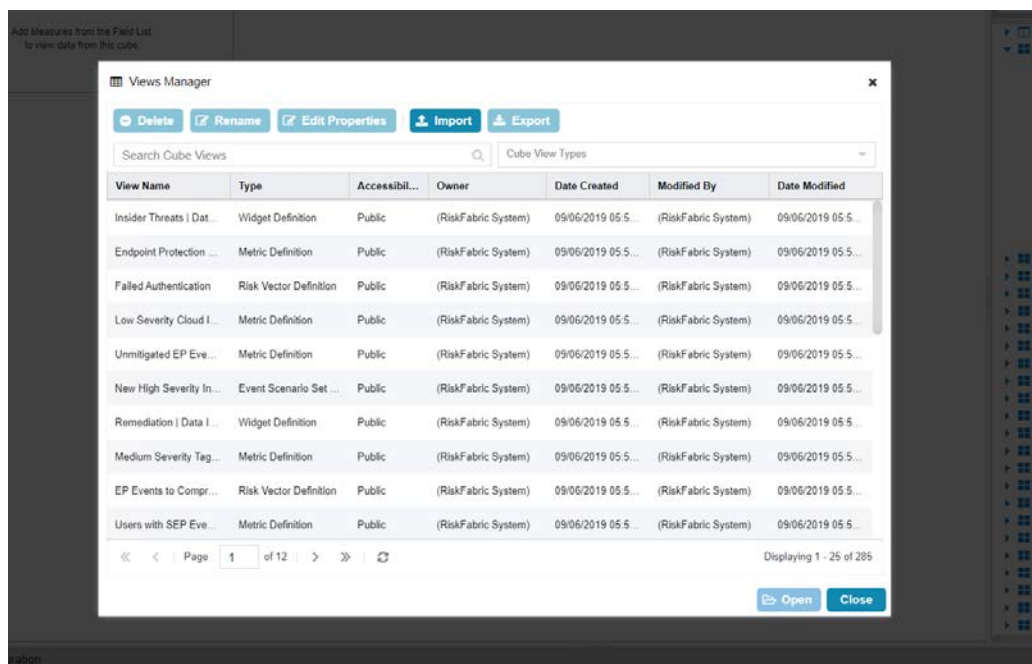 Add Measures from the Field List
to view data from this cube.
Views Manager
Delete Rename Edit Properties Import Export
Search Cube Views Cube View Types
View Name Type Accessibil... Owner Date Created Modified By Date Modified
Insider Threats | Dat... Widget Definition Public (RiskFabric System) 09/06/2019 05:5... (RiskFabric System) 09/06/2019 05:5...
Endpoint Protection ... Metric Definition Public (RiskFabric System) 09/06/2019 05:5... (RiskFabric System) 09/06/2019 05:5...
Failed Authentication Risk Vector Definition Public (RiskFabric System) 09/06/2019 05:5... (RiskFabric System) 09/06/2019 05:5...
Low Severity Cloud I... Metric Definition Public (RiskFabric System) 09/06/2019 05:5... (RiskFabric System) 09/06/2019 05:5...
Unmitigated EP Eve... Metric Definition Public (RiskFabric System) 09/06/2019 05:5... (RiskFabric System) 09/06/2019 05:5...
New High Severity In... Event Scenario Set ... Public (RiskFabric System) 09/06/2019 05:5... (RiskFabric System) 09/06/2019 05:5...
Remediation | Data I... Widget Definition Public (RiskFabric System) 09/06/2019 05:5... (RiskFabric System) 09/06/2019 05:5...
Medium Severity Tag... Metric Definition Public (RiskFabric System) 09/06/2019 05:5... (RiskFabric System) 09/06/2019 05:5...
EP Events to Compr... Risk Vector Definition Public (RiskFabric System) 09/06/2019 05:5... (RiskFabric System) 09/06/2019 05:5...
Users with SEP Eve... Metric Definition Public (RiskFabric System) 09/06/2019 05:5... (RiskFabric System) 09/06/2019 05:5...
Page 1 of 12 Displaying 1 - 25 of 285
Open Close